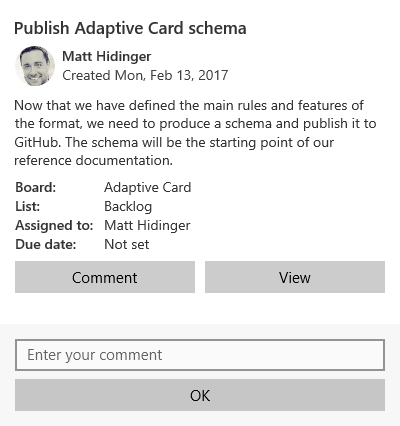 Publish Adaptive Card schema
Matt Hidinger
Created Mon, Feb 13, 2017
Now that we have defined the main rules and features of
the format, we need to produce a schema and publish it to
GitHub. The schema will be the starting point of our
reference documentation.
Board: Adaptive Card
List: Backlog
Assigned to: Matt Hidinger
Due date: Not set
Comment View
Enter your comment
OK